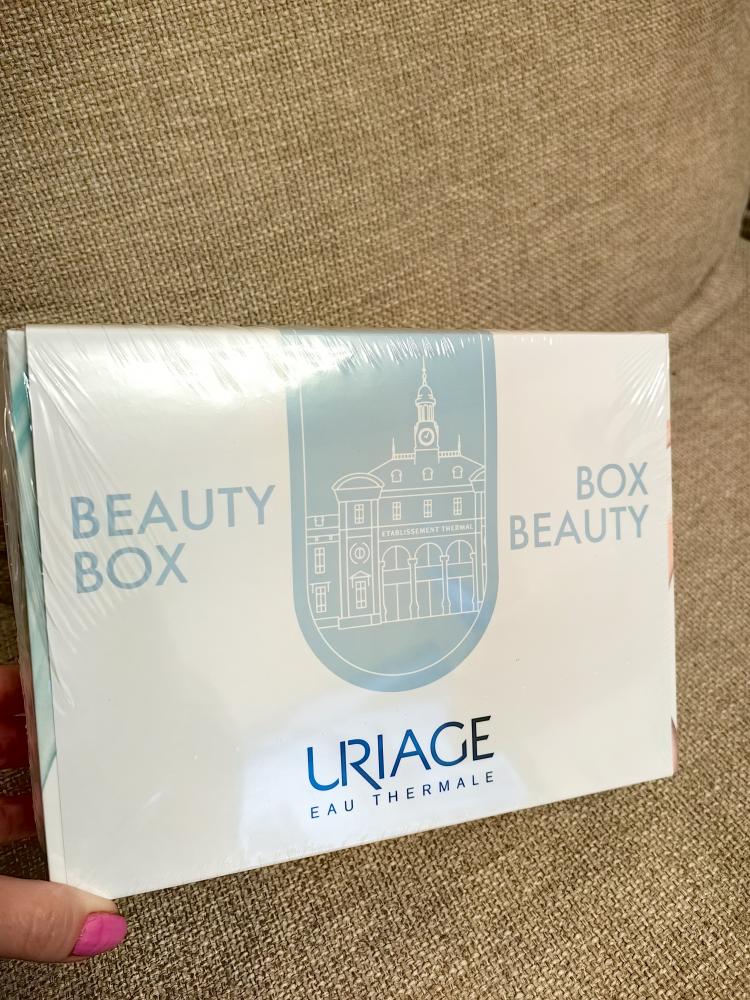 BEAUTY
BOX
ETABLISSEMENT THERMAL
BOX
BEAUTY
URIAGE
EAU THERMALE